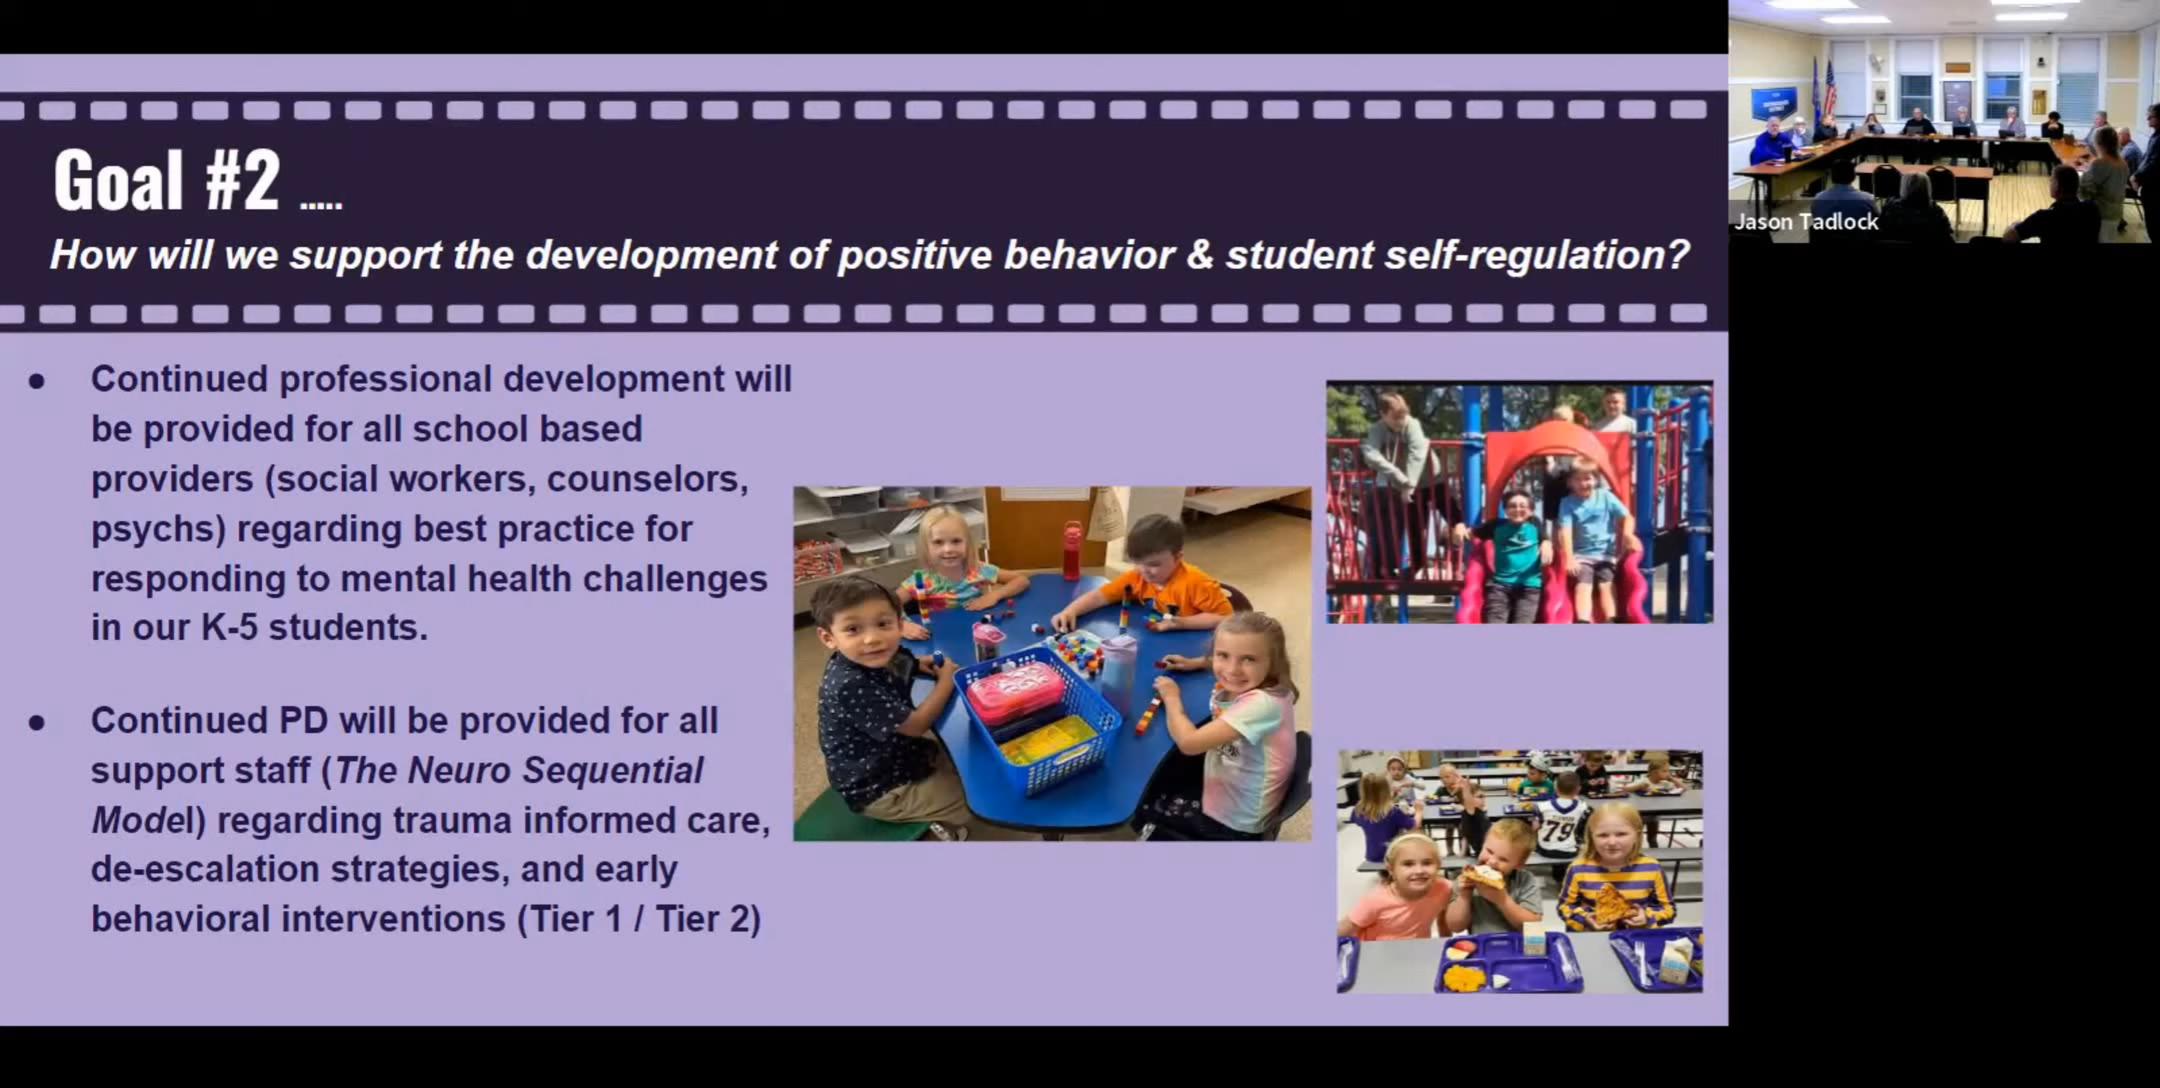 Goal #2 .....
How will we support the development of positive behavior & student self-regulation?
● Continued professional development will
be provided for all school based
providers (social workers, counselors,
psychs) regarding best practice for
responding to mental health challenges
in our K-5 students.
● Continued PD will be provided for all
support staff (The Neuro Sequential
Model) regarding trauma informed care,
de-escalation strategies, and early
behavioral interventions (Tier 1 / Tier 2)
79
Jason Tadlock